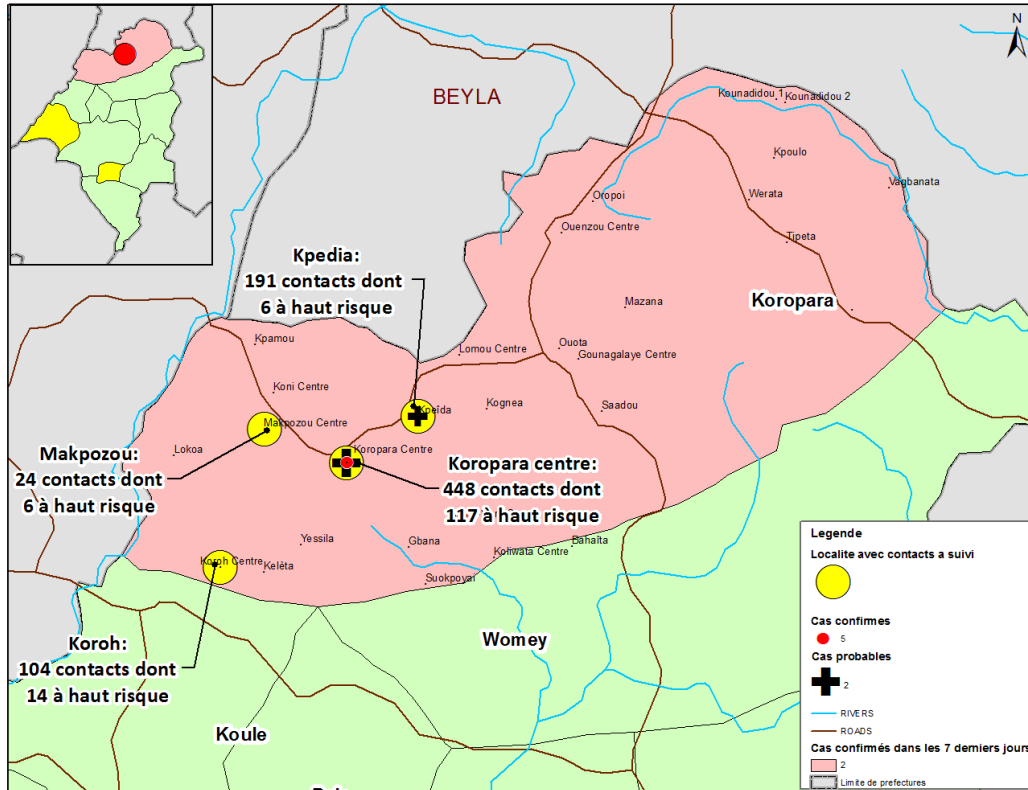 N
BEYLA
Kounadidou 1
Kounadidou 2
Kpoulo
Vagbanata
Werata
Oropoi
Ouenzou Centre
Tipeta
Kpedia:
191 contacts dont
6 à haut risque
Mazana
Koropara
Kpamou
Lomou Centre
Ouota
Gounagalaye Centre
Koni Centre
Kpeïda
Kognea
Saadou
Makpozou Centre
Lokoa
Koropara Centre
Makpozou:
24 contacts dont
6 à haut risque
Koropara centre:
448 contacts dont
117 à haut risque
Yessila
Gbana
Koliwata Centre
Bahaïta
Koroh Centre
Kelèta
Suokpoyai
Koroh:
104 contacts dont
14 à haut risque
Womey
Koule
Legende
Localite avec contacts a suivi
Cas confirmes
5
Cas probables
2
RIVERS
ROADS
Cas confirmés dans les 7 derniers jours
2
Limite de prefectures